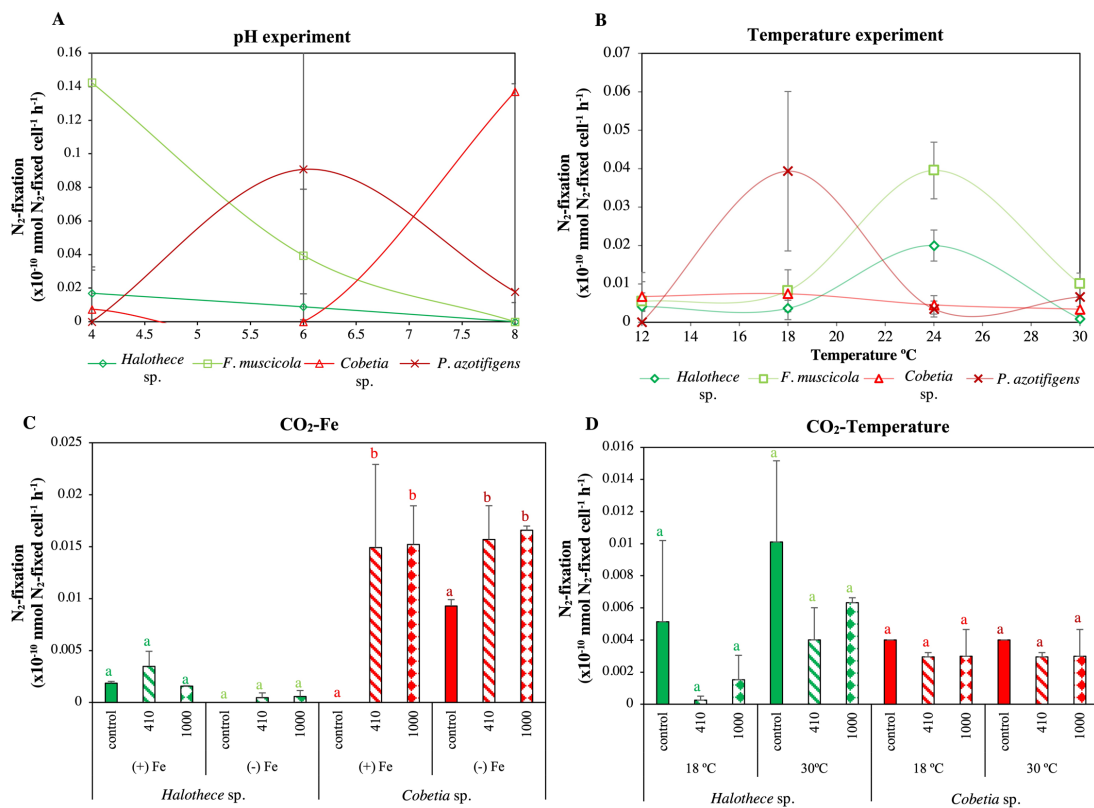 A
pH experiment
N2-fixation
(x10-10 nmol N2-fixed cell-1 h-1)
0.16
0.14
0.12
0.1
0.08
0.06
0.04
0.02
0
4
4.5
5
5.5
6
6.5
7
7.5
8
Halothece sp.
F. muscicola
Cobetia sp.
P. azotifigens
B
Temperature experiment
N2-fixation
(x10-10 nmol N2-fixed cell-1 h-1)
0.07
0.06
0.05
0.04
0.03
0.02
0.01
0
12
14
16
18
20
22
24
26
28
30
Temperature ºC
Halothece sp.
F. muscicola
Cobetia sp.
P. azotifigens
C
CO2-Fe
N2-fixation
(x10-10 nmol N2-fixed cell-1 h-1)
0.025
0.02
0.015
0.01
0.005
0
a a a a a a a b b a b b
control 410 1000 control 410 1000 control 410 1000 control 410 1000
(+) Fe (-) Fe (+) Fe (-) Fe
Halothece sp. Cobetia sp.
D
CO2-Temperature
N2-fixation
(x10-10 nmol N2-fixed cell-1 h-1)
0.016
0.014
0.012
0.01
0.008
0.006
0.004
0.002
0
a a a a a a a a a a a a
control 410 1000 control 410 1000 control 410 1000 control 410 1000
18 ºC 30ºC 18 ºC 30 ºC
Halothece sp. Cobetia sp.